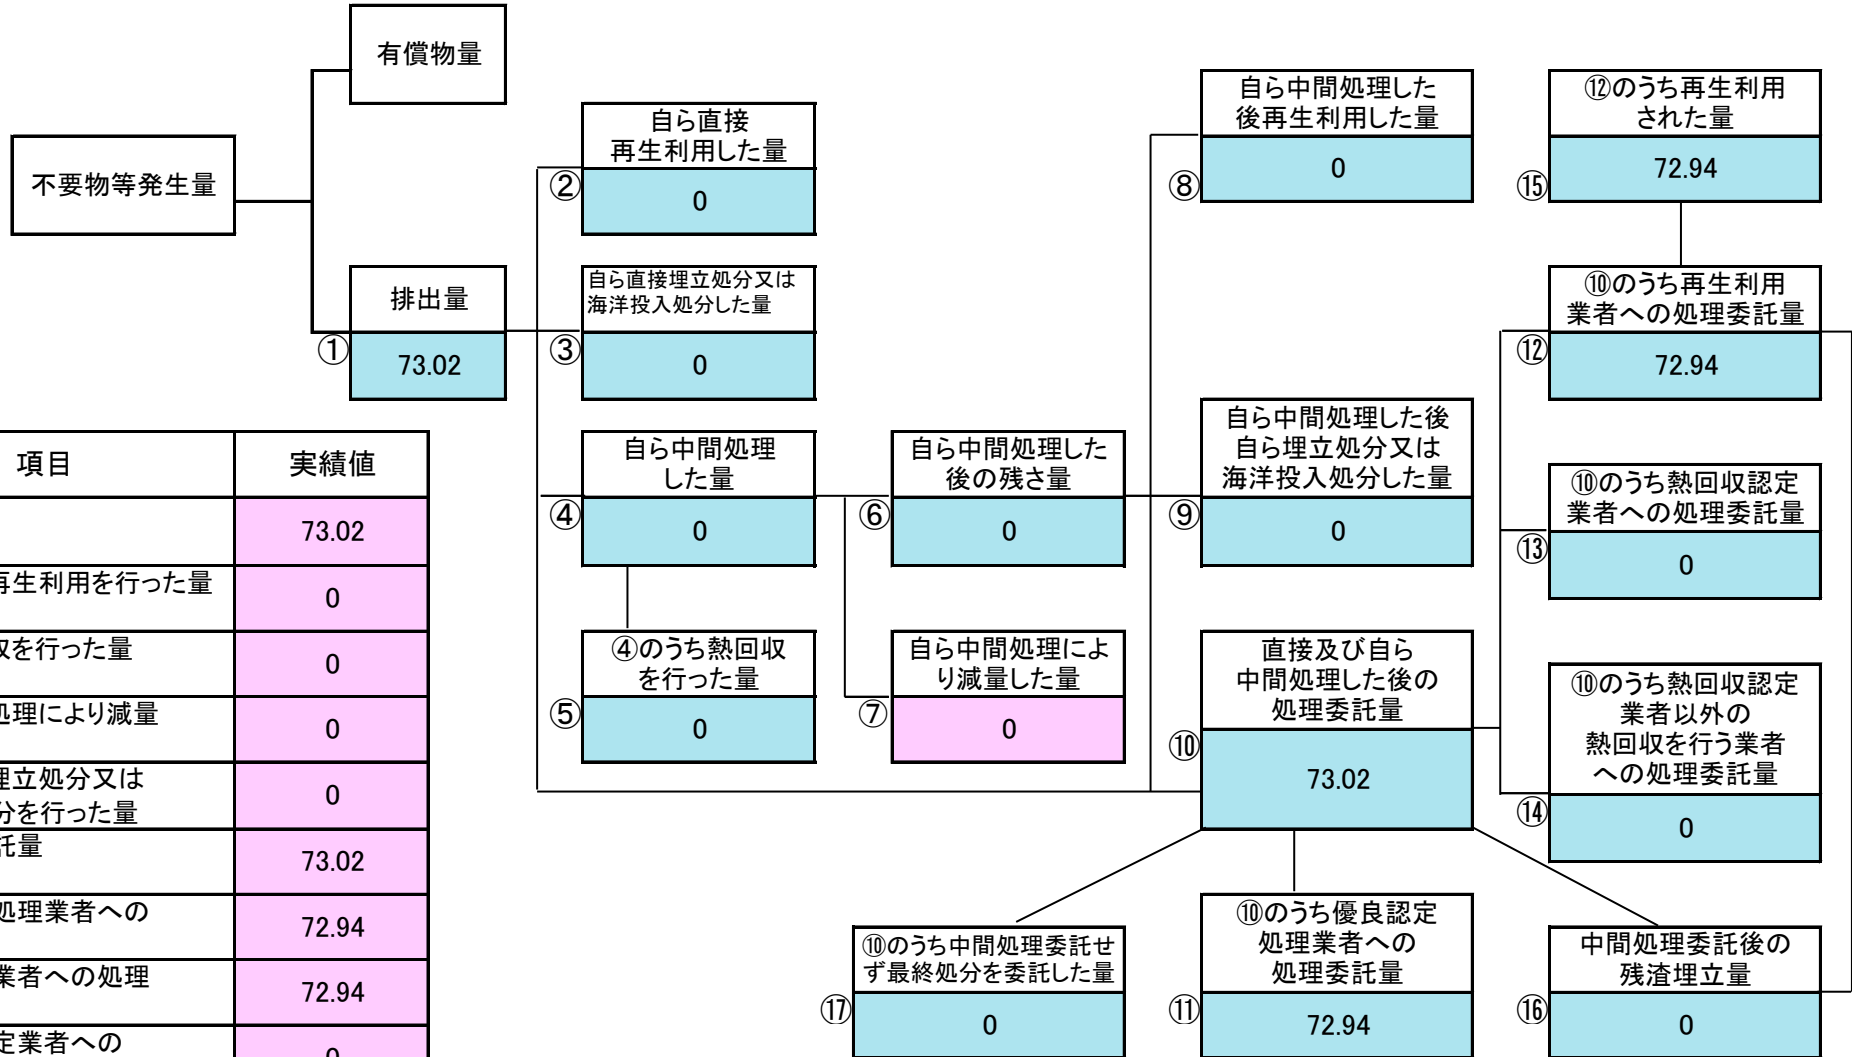 有償物量
不要物等発生量
排出量
①
73.02
自ら直接
再生利用した量
②
0
自ら直接埋立処分又は
海洋投入処分した量
③
0
自ら中間処理
した量
④
0
④のうち熱回収
を行った量
⑤
0
自ら中間処理した
後の残さ量
⑥
0
自ら中間処理によ
り減量した量
⑦
0
自ら中間処理した
後再生利用した量
⑧
0
自ら中間処理した後
自ら埋立処分又は
海洋投入処分した量
⑨
0
直接及び自ら
中間処理した後の
処理委託量
⑩
73.02
⑫のうち再生利用
された量
⑮
72.94
⑩のうち再生利用
業者への処理委託量
⑫
72.94
⑩のうち熱回収認定
業者への処理委託量
⑬
0
⑩のうち熱回収認定
業者以外の
熱回収を行う業者
への処理委託量
⑭
0
⑩のうち中間処理委託せ
ず最終処分を委託した量
⑰
0
⑩のうち優良認定
処理業者への
処理委託量
⑪
72.94
中間処理委託後の
残渣埋立量
⑯
0
項目 実績値
73.02
再生利用を行った量 0
を行った量 0
処理により減量 0
埋立処分又は
を行った量 0
託量 73.02
処理業者への 72.94
業者への処理 72.94
定業者への
0